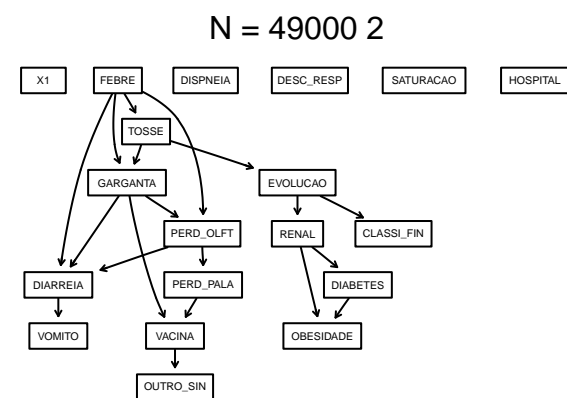 N = 49000 2
X1 FEBRE DISPNEIA DESC_RESP SATURACAO HOSPITAL
TOSSE
GARGANTA EVOLUCAO
PERD_OLFT RENAL CLASSI_FIN
DIARREIA PERD_PALA DIABETES
VOMITO VACINA OBESIDADE
OUTRO_SIN